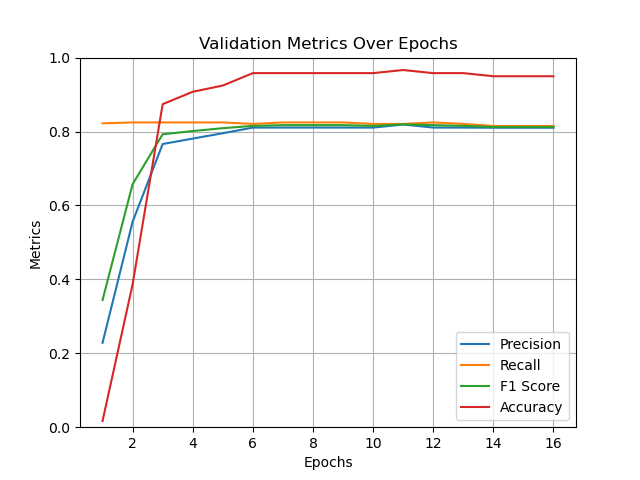 Validation Metrics Over Epochs
1.0
0.8
0.6
0.4
0.2
0.0
Metrics
2 4 6 8 10 12 14 16
Epochs
Precision
Recall
F1 Score
Accuracy